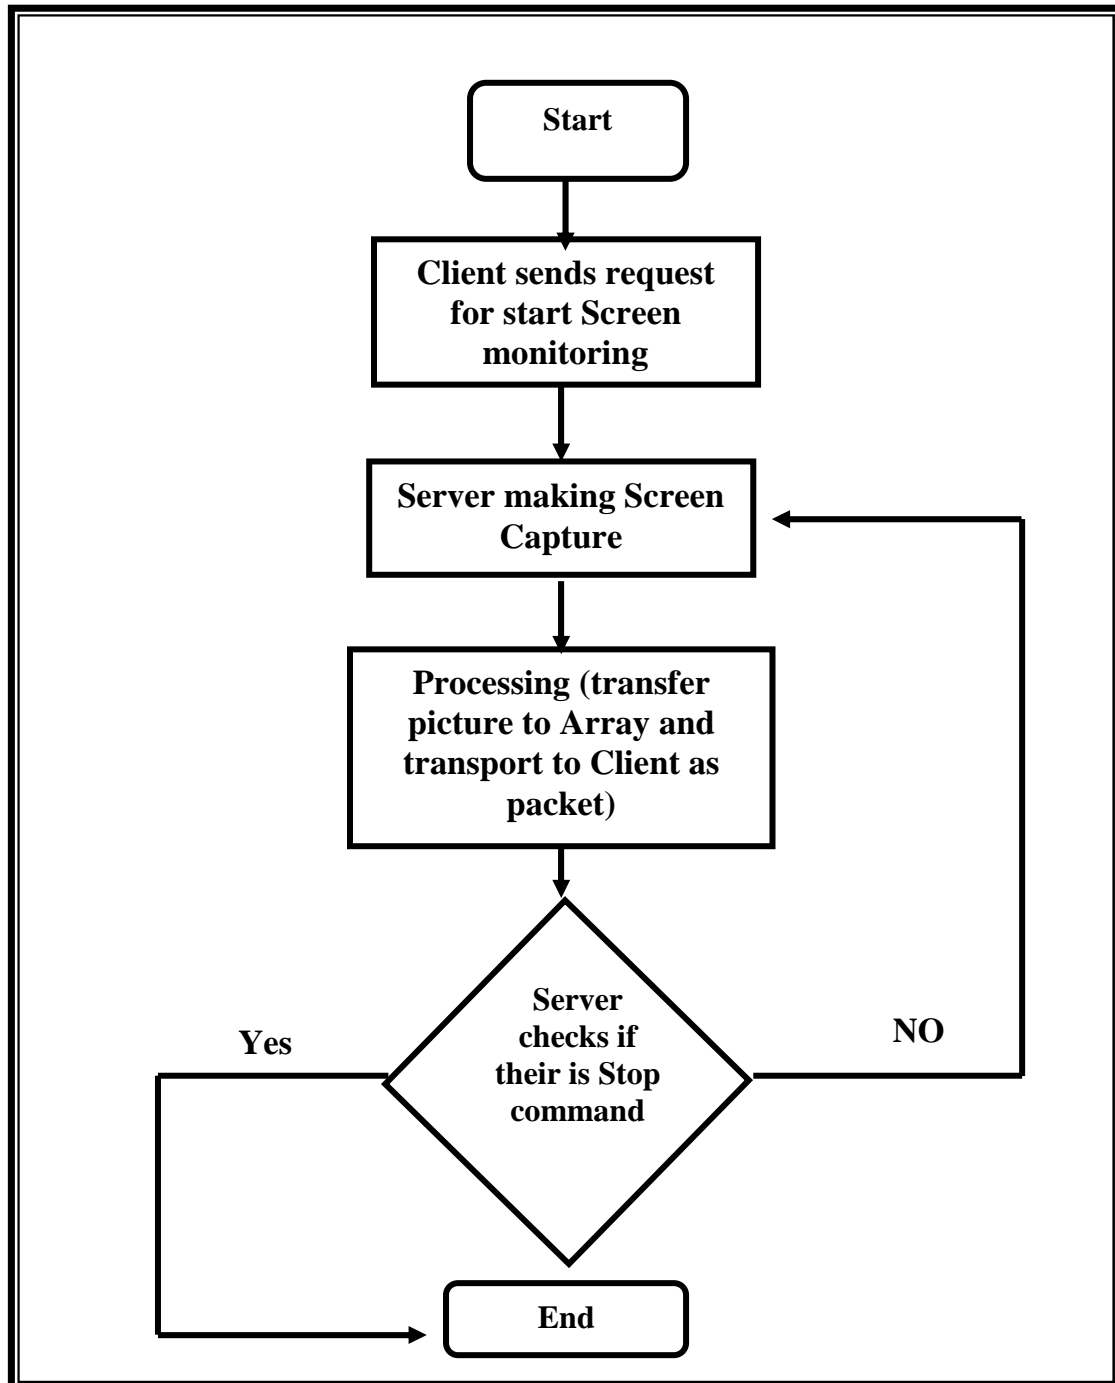 Start
Client sends request
for start Screen
monitoring
Server making Screen
Capture
Processing (transfer
picture to Array and
transport to Client as
packet)
Server
checks if
their is Stop
command
Yes
NO
End